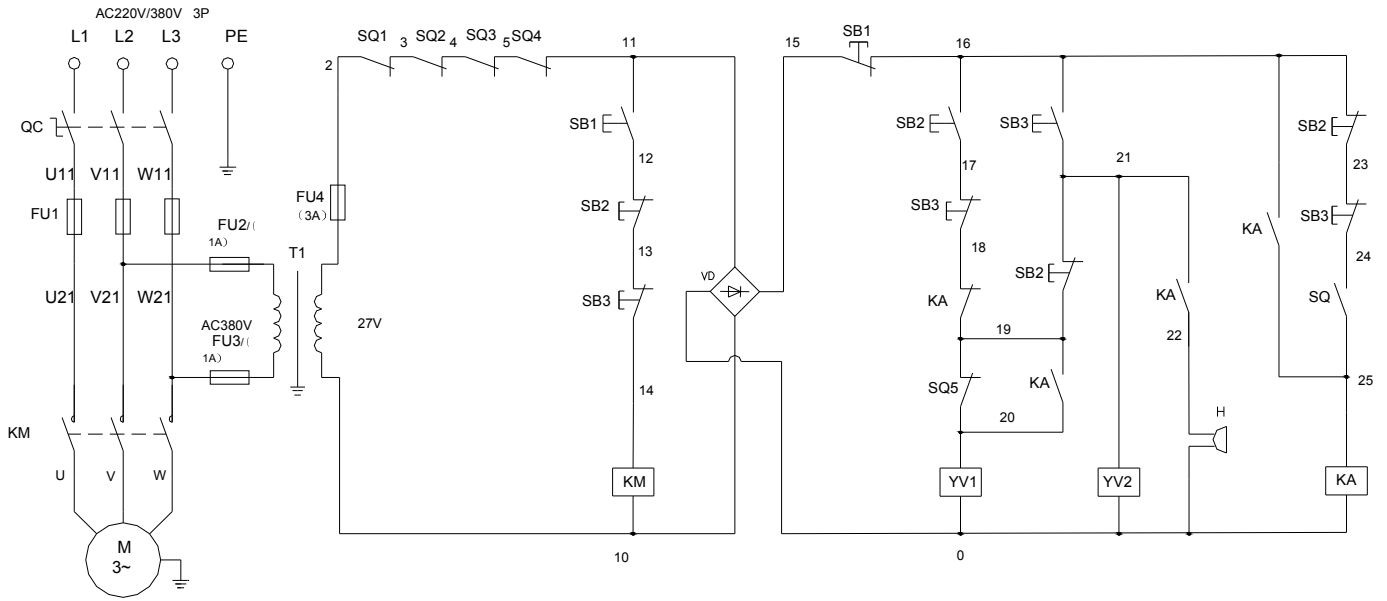 AC220V/380V 3P
L1 L2 L3 PE
QC
U11 V11 W11
FU1
FU2/(
1A)
U21 V21 W21
AC380V
FU3/(
1A)
KM
U V W
M
3~
T1
27V
FU4
(3A)
2 SQ1 3 SQ2 4 SQ3 5 SQ4 11
SB1
12
SB2
13
SB3
14
KM
10
VD
15 SB1 16
SB2
17
SB3
18
KA
19
SQ5
20
YV1
0
SB3
21
SB2
KA
YV2
KA
22
H
KA
SB2
23
SB3
24
SQ
25
KA